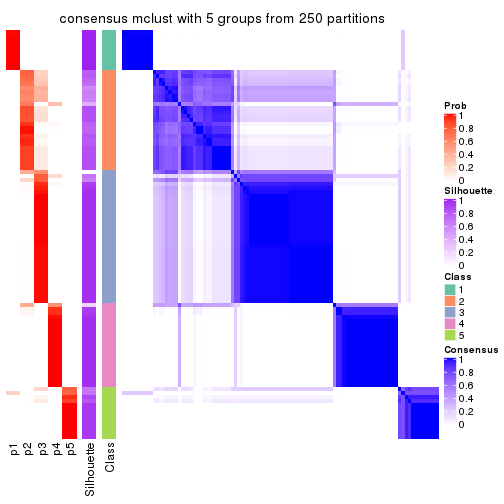 consensus mclust with 5 groups from 250 partitions
Prob
1
0.8
0.6
0.4
0.2
0
Silhouette
1
0.8
0.6
0.4
0.2
0
Class
1
2
3
4
5
Consensus
1
0.8
0.6
0.4
0.2
0
p1
p2
p3
p4
p5
Silhouette
Class